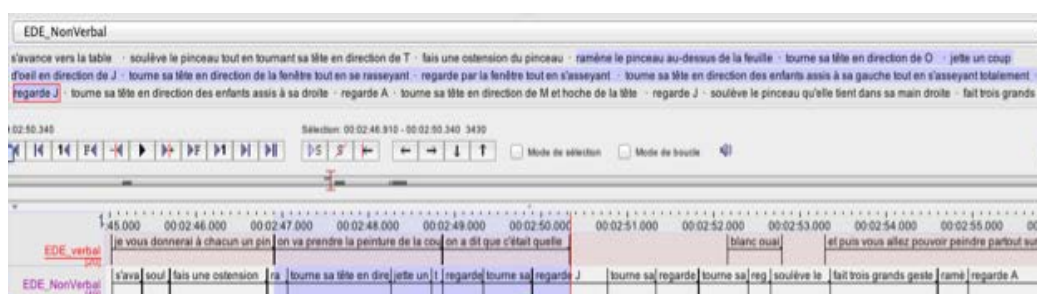 EDE_NonVerbal
s'avance vers la table · soulève le pinceau tout en tournant sa tête en direction de T · fais une ostension du pinceau · ramène le pinceau au-dessus de la feuille · tourne sa tête en direction de O · jette un coup
d'oeil en direction de J · tourne sa tête en direction de la fenêtre tout en se rasseyant · regarde par la fenêtre tout en s'asseyant · tourne sa tête en direction des enfants assis à sa gauche tout en s'asseyant totalement ·
regarde J · tourne sa tête en direction des enfants assis à sa droite · regarde A · tourne sa tête en direction de M et hoche de la tête · regarde J · soulève le pinceau qu'elle tient dans sa main droite · fait trois grands
:02:50.340 Sélection: 00:02:46.910 - 00:02:50.340 3430
Mode de sélection Mode de boucle
:45.000 00:02:46.000 00:02:47.000 00:02:48.000 00:02:49.000 00:02:50.000 00:02:51.000 00:02:52.000 00:02:53.000 00:02:54.000 00:02:55.000
EDE_verbal je vous donnerai à chacun un pin on va prendre la peinture de la cou on a dit que c'était quelle blanc ouai et puis vous allez pouvoir peindre partout sur
EDE_NonVerbal s'ava soul fais une ostension ra tourne sa tête en dire jette un t regarde tourne sa regarde J tourne sa regarde tourne sa reg soulève le fait trois grands geste ramè regarde A